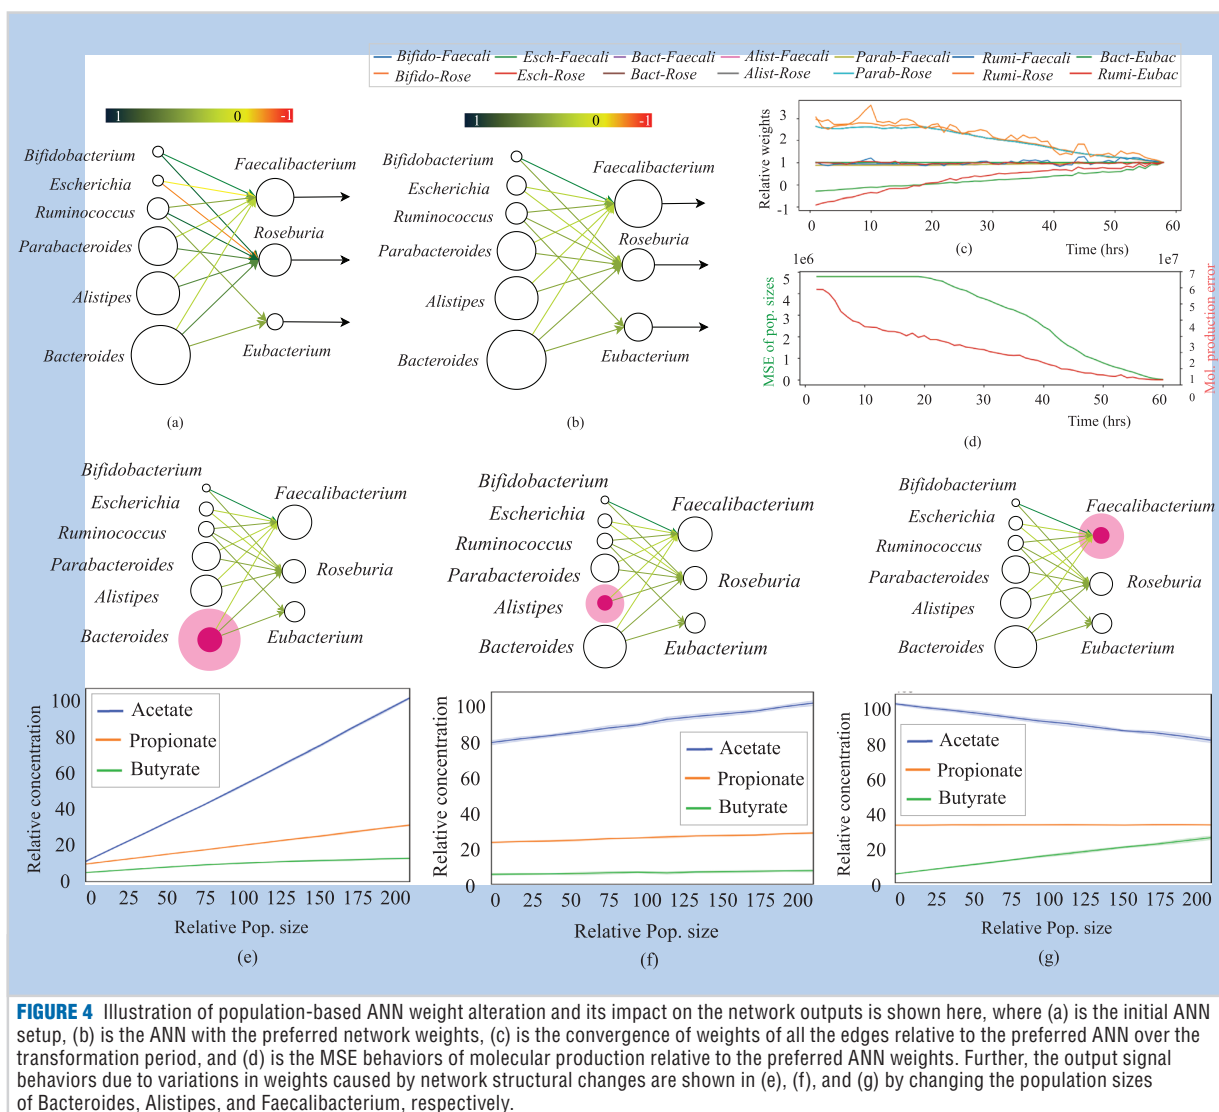 Bifido-Faecali Esch-Faecali Bact-Faecali Alist-Faecali Parab-Faecali Rumi-Faecali Bact-Eubac
Bifido-Rose Esch-Rose Bact-Rose Alist-Rose Parab-Rose Rumi-Rose Rumi-Eubac
1 0 -1
Bifidobacterium
Escherichia
Ruminococcus
Parabacteroides
Alistipes
Bacteroides
Faecalibacterium
Roseburia
Eubacterium
(a)
1 0 -1
Bifidobacterium
Escherichia
Ruminococcus
Parabacteroides
Alistipes
Bacteroides
Faecalibacterium
Roseburia
Eubacterium
(b)
Relative weights
3
2
1
0
-1
0 10 20 30 40 50 60
(c) Time (hrs)
1e6 1e7
MSE of pop. sizes
5
4
3
2
1
0
Mol. production error
7
6
5
4
3
2
1
0
0 10 20 30 40 50 60
Time (hrs)
(d)
Bifidobacterium
Escherichia
Ruminococcus
Parabacteroides
Alistipes
Bacteroides
Faecalibacterium
Roseburia
Eubacterium
Relative concentration
100
80
60
40
20
0
Acetate
Propionate
Butyrate
0 25 50 75 100 125 150 175 200
Relative Pop. size
(e)
Bifidobacterium
Escherichia
Ruminococcus
Parabacteroides
Alistipes
Bacteroides
Faecalibacterium
Roseburia
Eubacterium
Relative concentration
100
80
60
40
20
0
Acetate
Propionate
Butyrate
0 25 50 75 100 125 150 175 200
Relative Pop. size
(f)
Bifidobacterium
Escherichia
Ruminococcus
Parabacteroides
Alistipes
Bacteroides
Faecalibacterium
Roseburia
Eubacterium
Relative concentration
100
80
60
40
20
0
Acetate
Propionate
Butyrate
0 25 50 75 100 125 150 175 200
Relative Pop. size
(g)
FIGURE 4 Illustration of population-based ANN weight alteration and its impact on the network outputs is shown here, where (a) is the initial ANN
setup, (b) is the ANN with the preferred network weights, (c) is the convergence of weights of all the edges relative to the preferred ANN over the
transformation period, and (d) is the MSE behaviors of molecular production relative to the preferred ANN weights. Further, the output signal
behaviors due to variations in weights caused by network structural changes are shown in (e), (f), and (g) by changing the population sizes
of Bacteroides, Alistipes, and Faecalibacterium, respectively.